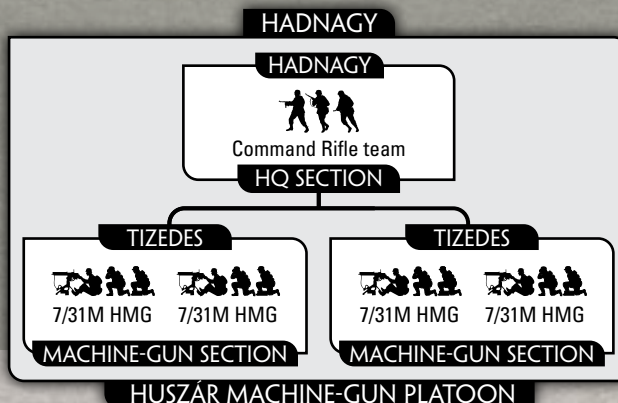 HADNAGY
HADNAGY
Command Rifle team
HQ SECTION
TIZEDES
7/31M HMG 7/31M HMG
MACHINE-GUN SECTION
TIZEDES
7/31M HMG 7/31M HMG
MACHINE-GUN SECTION
HUSZÁR MACHINE-GUN PLATOON